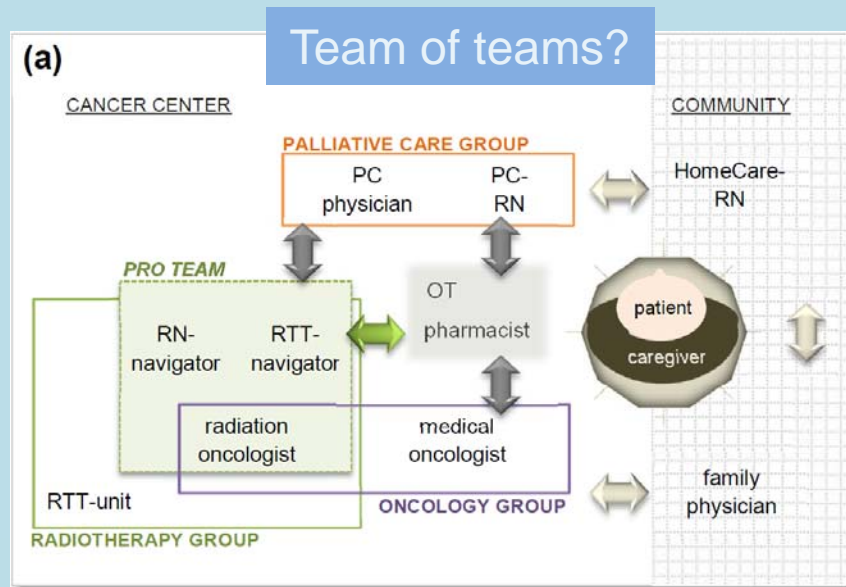 Team of teams?
(a)
CANCER CENTER
COMMUNITY
PALLIATIVE CARE GROUP
PC
physician
PC-
RN
HomeCare-
RN
PRO TEAM
RN-
navigator
RTT-
navigator
OT
pharmacist
patient
caregiver
radiation
oncologist
medical
oncologist
family
physician
RTT-unit
ONCOLOGY GROUP
RADIOTHERAPY GROUP